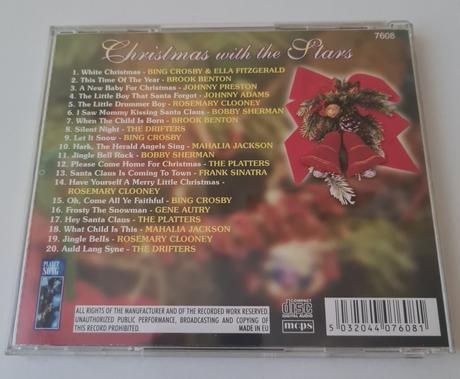 7608
Christmas with the Stars
1. White Christmas - BING CROSBY & ELLA FITZGERALD
2. This Time Of The Year - BROOK BENTON
3. A New Baby For Christmas - JOHNNY PRESTON
4. The Little Boy That Santa Forgot - JOHNNY ADAMS
5. The Little Drummer Boy - ROSEMARY CLOONEY
6. I Saw Mommy Kissing Santa Claus - BOBBY SHERMAN
7. When The Child Is Born - BROOK BENTON
8. Silent Night - THE DRIFTERS
9. Let It Snow - BING CROSBY
10. Hark, The Herald Angels Sing - MAHALIA JACKSON
11. Jingle Bell Rock - BOBBY SHERMAN
12. Please Come Home For Christmas - THE PLATTERS
13. Santa Claus Is Coming To Town - FRANK SINATRA
14. Have Yourself A Merry Little Christmas -
ROSEMARY CLOONEY
15. Oh, Come All Ye Faithful - BING CROSBY
16. Frosty The Snowman - GENE AUTRY
17. Hey Santa Claus - THE PLATTERS
18. What Child Is This - MAHALIA JACKSON
19. Jingle Bells - ROSEMARY CLOONEY
20. Auld Lang Syne - THE DRIFTERS
PLANET
SONG
ALL RIGHTS OF THE MANUFACTURER AND OF THE RECORDED WORK RESERVED.
UNAUTHORIZED PUBLIC PERFORMANCE, BROADCASTING AND COPYING OF
THIS RECORD PROHIBITED. MADE IN EU
COMPACT
disc
DIGITAL AUDIO
mcps
5 032044 076081